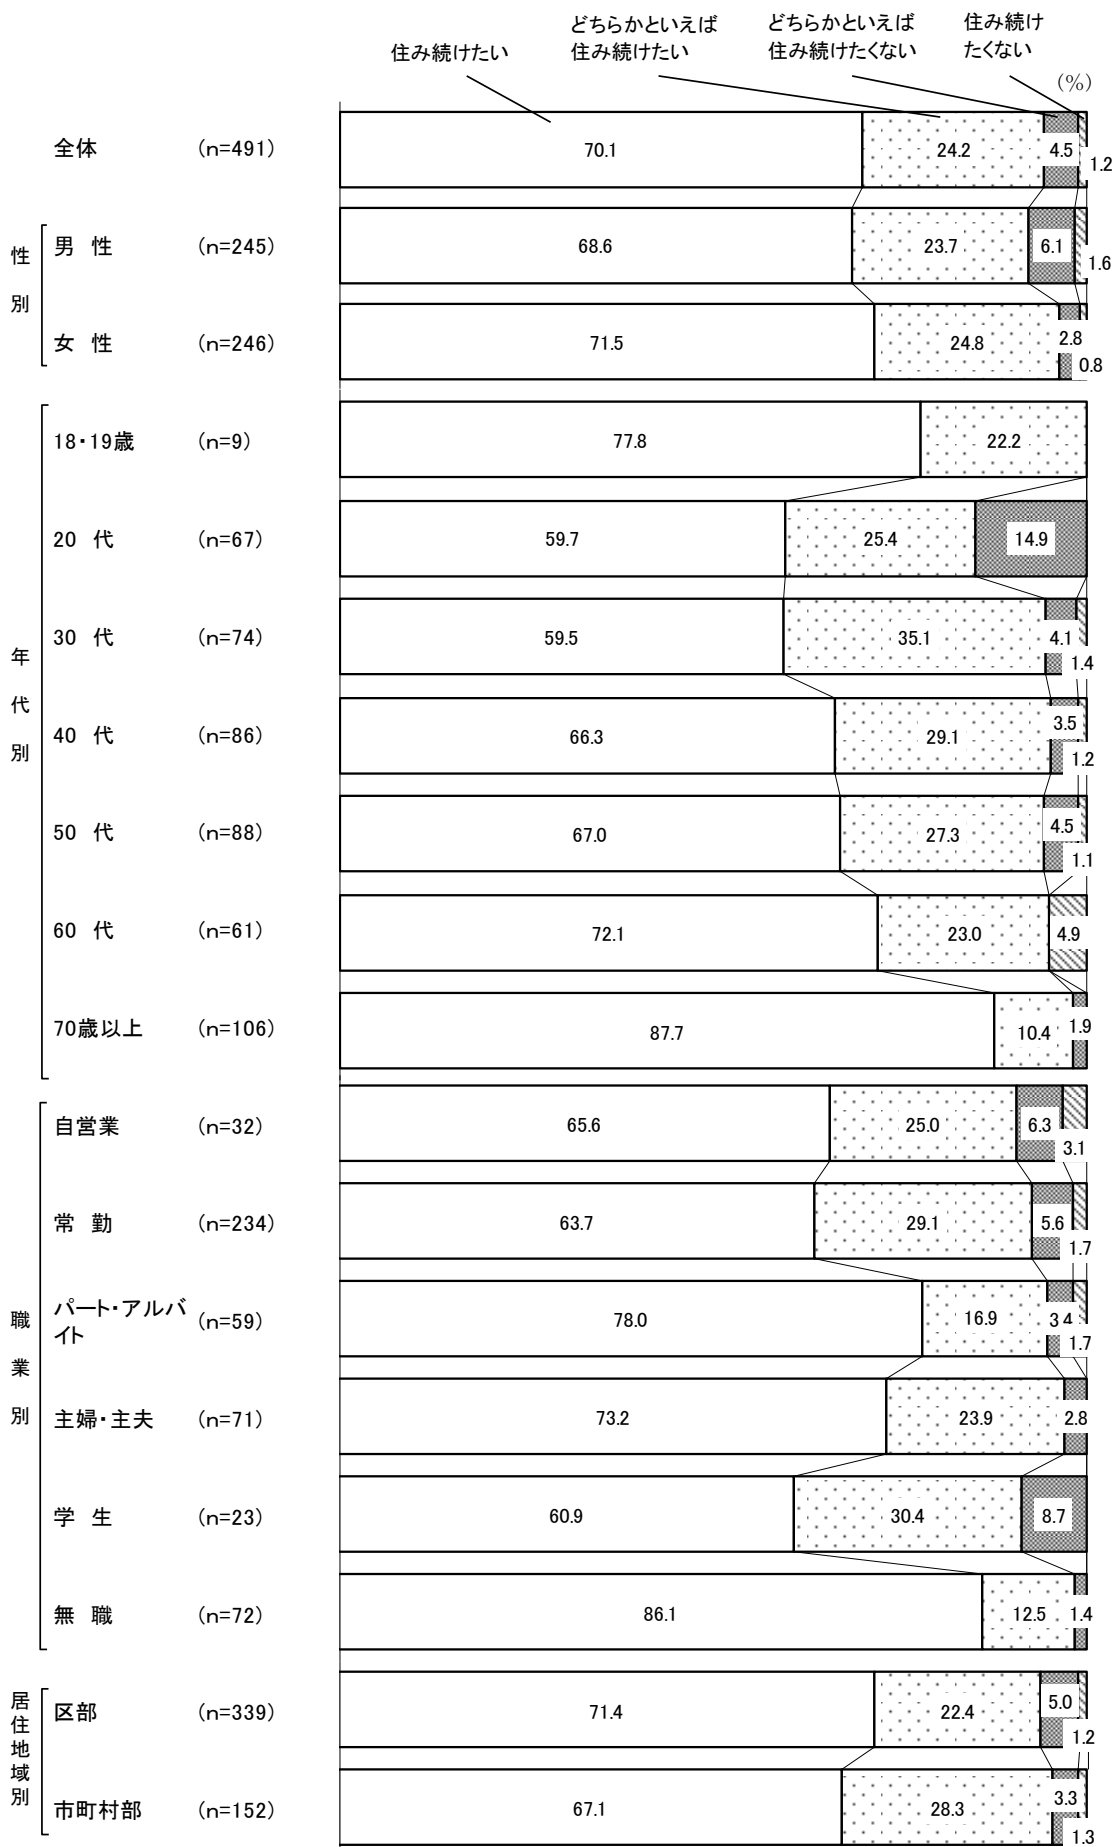 住み続けたい
どちらかといえば
住み続けたい
どちらかといえば
住み続けたくない
住み続け
たくない
(%)
全体 (n=491) 70.1 24.2 4.5 1.2
性別
男 性 (n=245) 68.6 23.7 6.1 1.6
女 性 (n=246) 71.5 24.8 2.8 0.8
年代別
18・19歳 (n=9) 77.8 22.2
20 代 (n=67) 59.7 25.4 14.9
30 代 (n=74) 59.5 35.1 4.1 1.4
40 代 (n=86) 66.3 29.1 3.5 1.2
50 代 (n=88) 67.0 27.3 4.5 1.1
60 代 (n=61) 72.1 23.0 4.9
70歳以上 (n=106) 87.7 10.4 1.9
職業別
自営業 (n=32) 65.6 25.0 6.3 3.1
常 勤 (n=234) 63.7 29.1 5.6 1.7
パート・アルバ
イト (n=59) 78.0 16.9 3.4 1.7
主婦・主夫 (n=71) 73.2 23.9 2.8
学 生 (n=23) 60.9 30.4 8.7
無 職 (n=72) 86.1 12.5 1.4
居住地域別
区部 (n=339) 71.4 22.4 5.0 1.2
市町村部 (n=152) 67.1 28.3 3.3 1.3